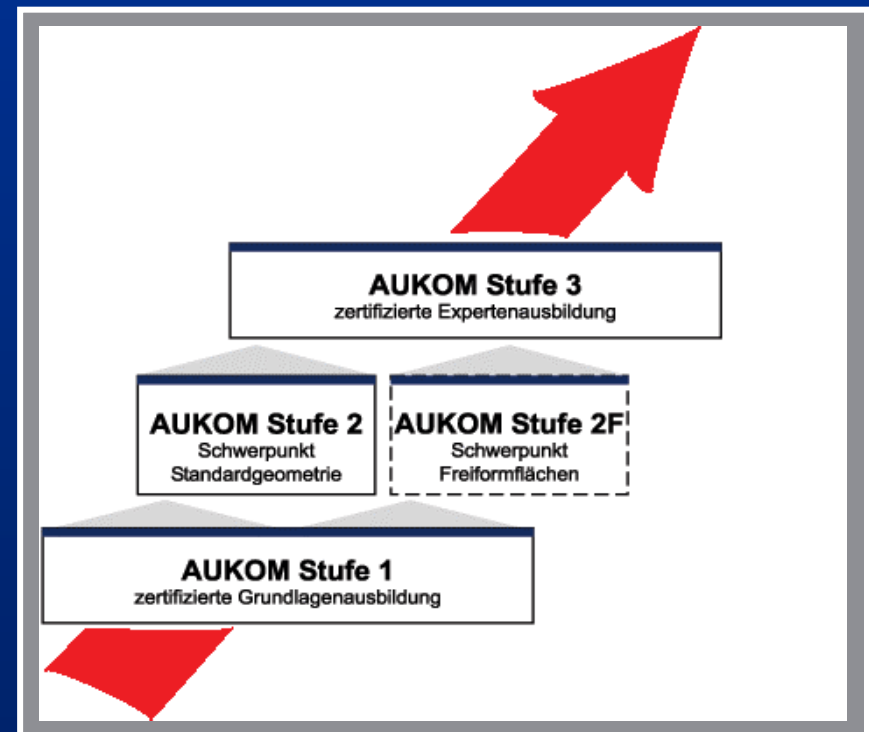 AUKOM Stufe 3
zertifizierte Expertenausbildung
AUKOM Stufe 2
Schwerpunkt
Standardgeometrie
AUKOM Stufe 2F
Schwerpunkt
Freiformflächen
AUKOM Stufe 1
zertifizierte Grundlagenausbildung